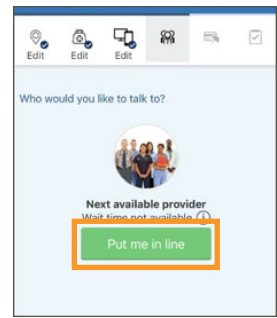 Edit Edit Edit
Who would you like to talk to?
Next available provider
Wait time not available
Put me in line